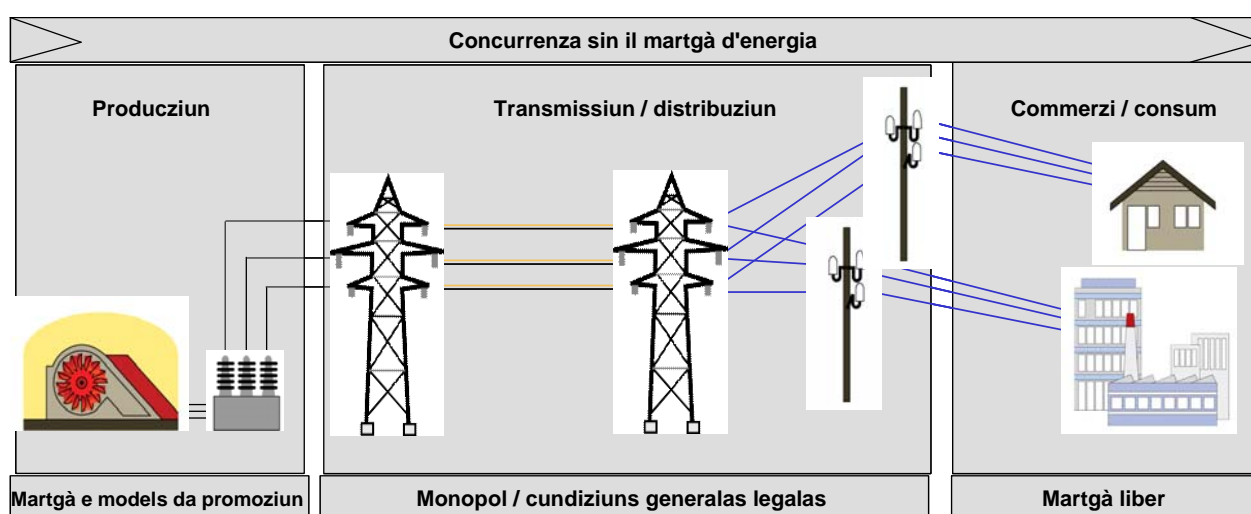 Concurrenza sin il martgà d'energia
Producziun
Transmissiun / distribuziun
Commerzi / consum
Martgà e models da promoziun
Monopol / cundiziuns generalas legalas
Martgà liber